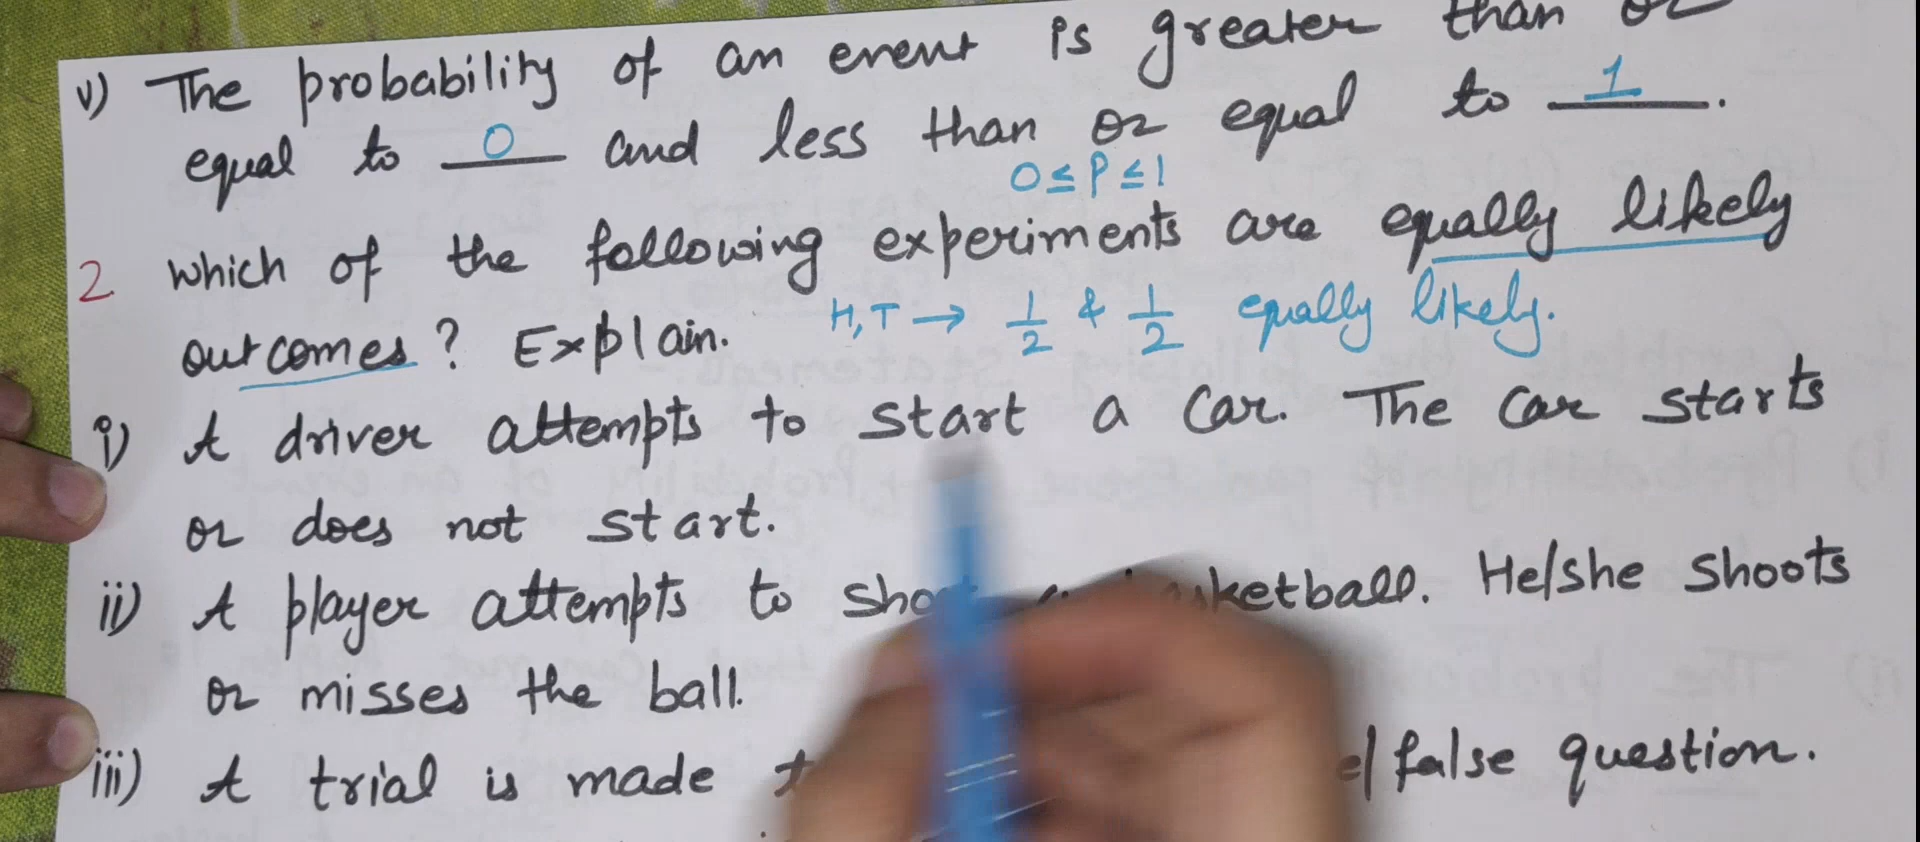 v) The probability of an event is greater than or
equal to 0 and less than or equal to 1.
0 ≤ P ≤ 1
2 which of the following experiments are equally likely
outcomes? Explain.
H, T → 1/2 & 1/2 equally likely.
i) A driver attempts to start a car. The car starts
or does not start.
ii) A player attempts to basketball. He/she shoots
or misses the ball.
iii) A trial is made false question.